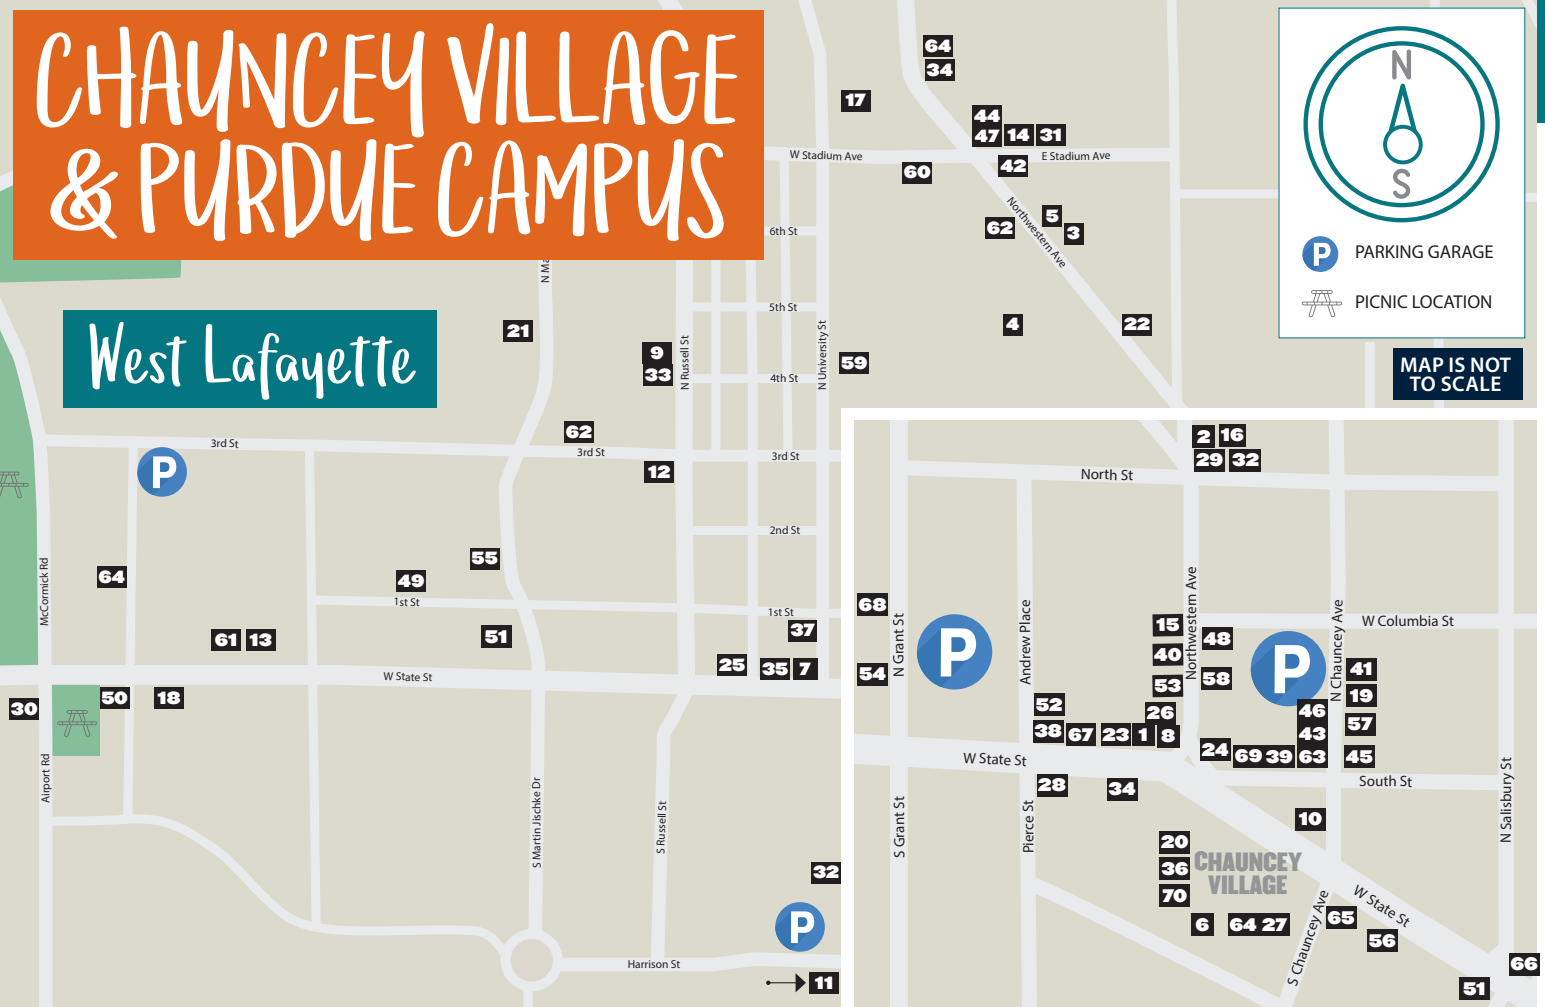 CHAUNCEY VILLAGE
& PURDUE CAMPUS
West Lafayette
N
S
P PARKING GARAGE
PICNIC LOCATION
MAP IS NOT
TO SCALE
64
34
17
44
47 14 31
W Stadium Ave
E Stadium Ave
60
42
Northwestern Ave
5
3
62
6th St
N Ma
5th St
4
22
21
9
33
N Russell St
N University St
4th St
59
62
3rd St
3rd St
3rd St
P
12
2nd St
McCormick Rd
64
55
49
1st St
1st St
61 13
51
37
25
35 7
W State St
30
50
18
Airport Rd
S Martin Jischke Dr
S Russell St
32
P
Harrison St
11
2 16
29 32
North St
68
N Grant St
P
Andrew Place
Northwestern Ave
15
48
W Columbia St
N Chauncey Ave
40
P
41
54
53
58
19
52
26
46
57
38 67 23 1 8
43
24 69 39 63 45
W State St
South St
28
34
S Grant St
Pierce St
N Salisbury St
10
20
36
70
CHAUNCEY
VILLAGE
6 64 27
S Chauncey Ave
65
W State St
56
66
51